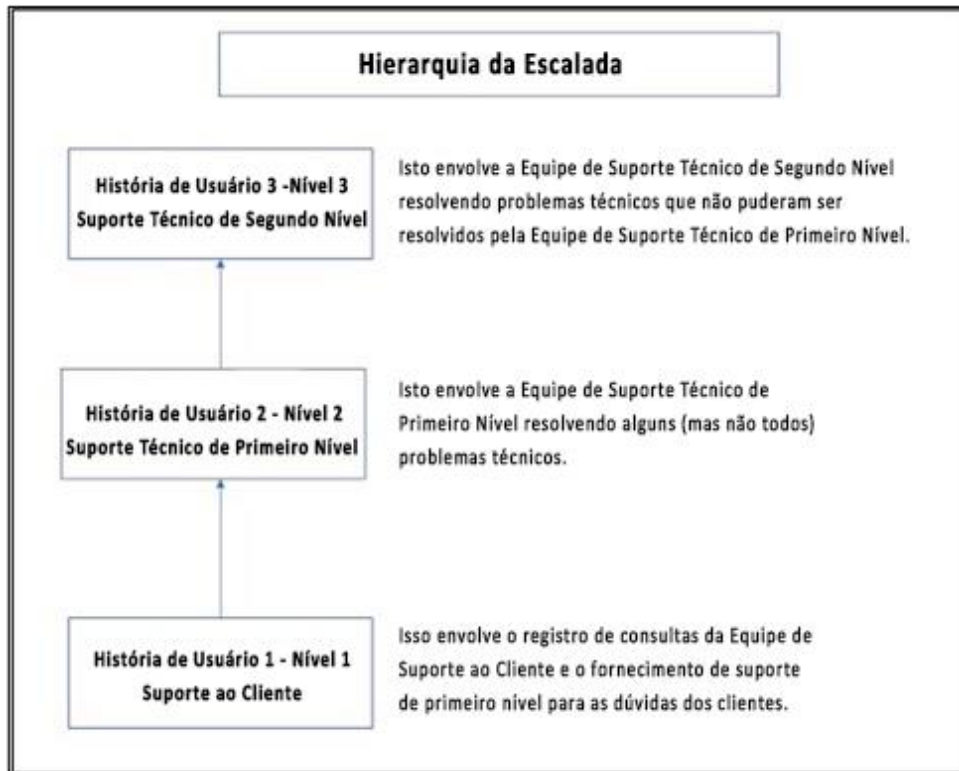 Hierarquia da Escalada
História de Usuário 3 -Nível 3
Suporte Técnico de Segundo Nível
Isto envolve a Equipe de Suporte Técnico de Segundo Nível
resolvendo problemas técnicos que não puderam ser
resolvidos pela Equipe de Suporte Técnico de Primeiro Nível.
História de Usuário 2 - Nível 2
Suporte Técnico de Primeiro Nível
Isto envolve a Equipe de Suporte Técnico de
Primeiro Nível resolvendo alguns (mas não todos)
problemas técnicos.
História de Usuário 1 - Nível 1
Suporte ao Cliente
Isso envolve o registro de consultas da Equipe de
Suporte ao Cliente e o fornecimento de suporte
de primeiro nível para as dúvidas dos clientes.